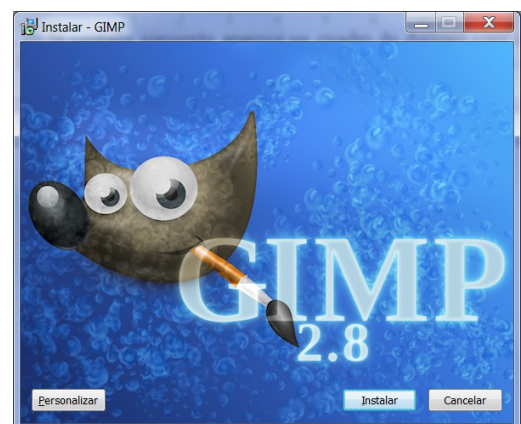 Instalar - GIMP
GIMP
2.8
Personalizar
Instalar
Cancelar